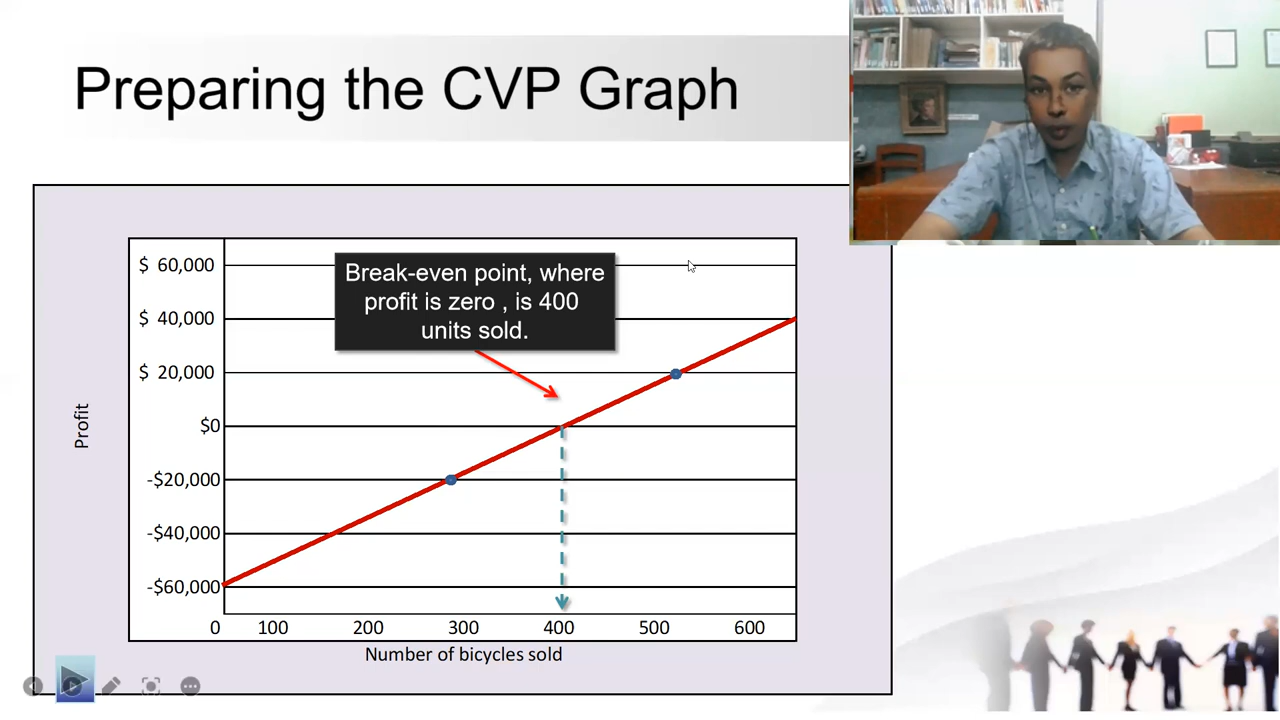 Preparing the CVP Graph
Break-even point, where
profit is zero , is 400
units sold.
$ 60,000
$ 40,000
$ 20,000
$0
-$20,000
-$40,000
-$60,000
Profit
0 100 200 300 400 500 600
Number of bicycles sold